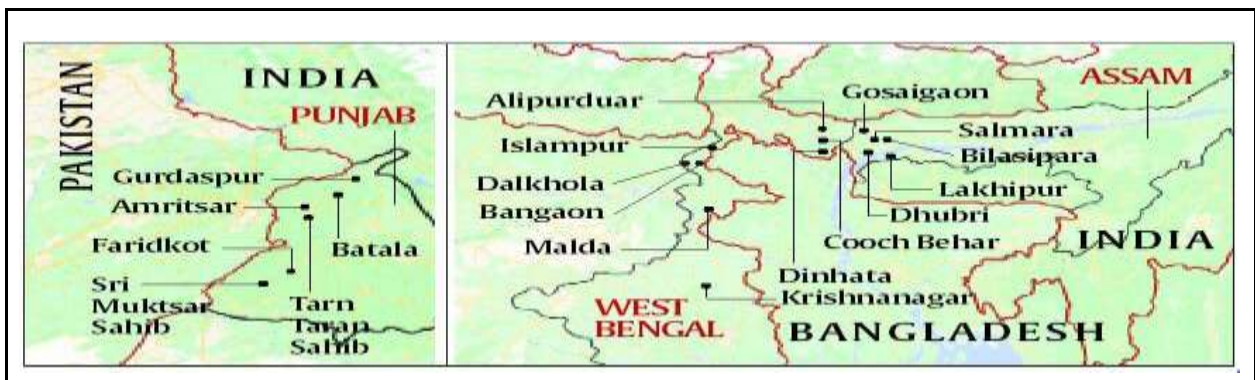 PAKISTAN
INDIA
PUNJAB
Gurdaspur
Amritsar
Faridkot
Batala
Sri
Muktsar
Sahib
Tarn
Taran
Sahib
ASSAM
Alipurduar
Gosaigaon
Islampur
Salmara
Bilasipara
Dalkhola
Lakhipur
Bangaon
Dhubri
Malda
Cooch Behar
INDIA
Dinhata
Krishnanagar
WEST
BENGAL
BANGLADESH